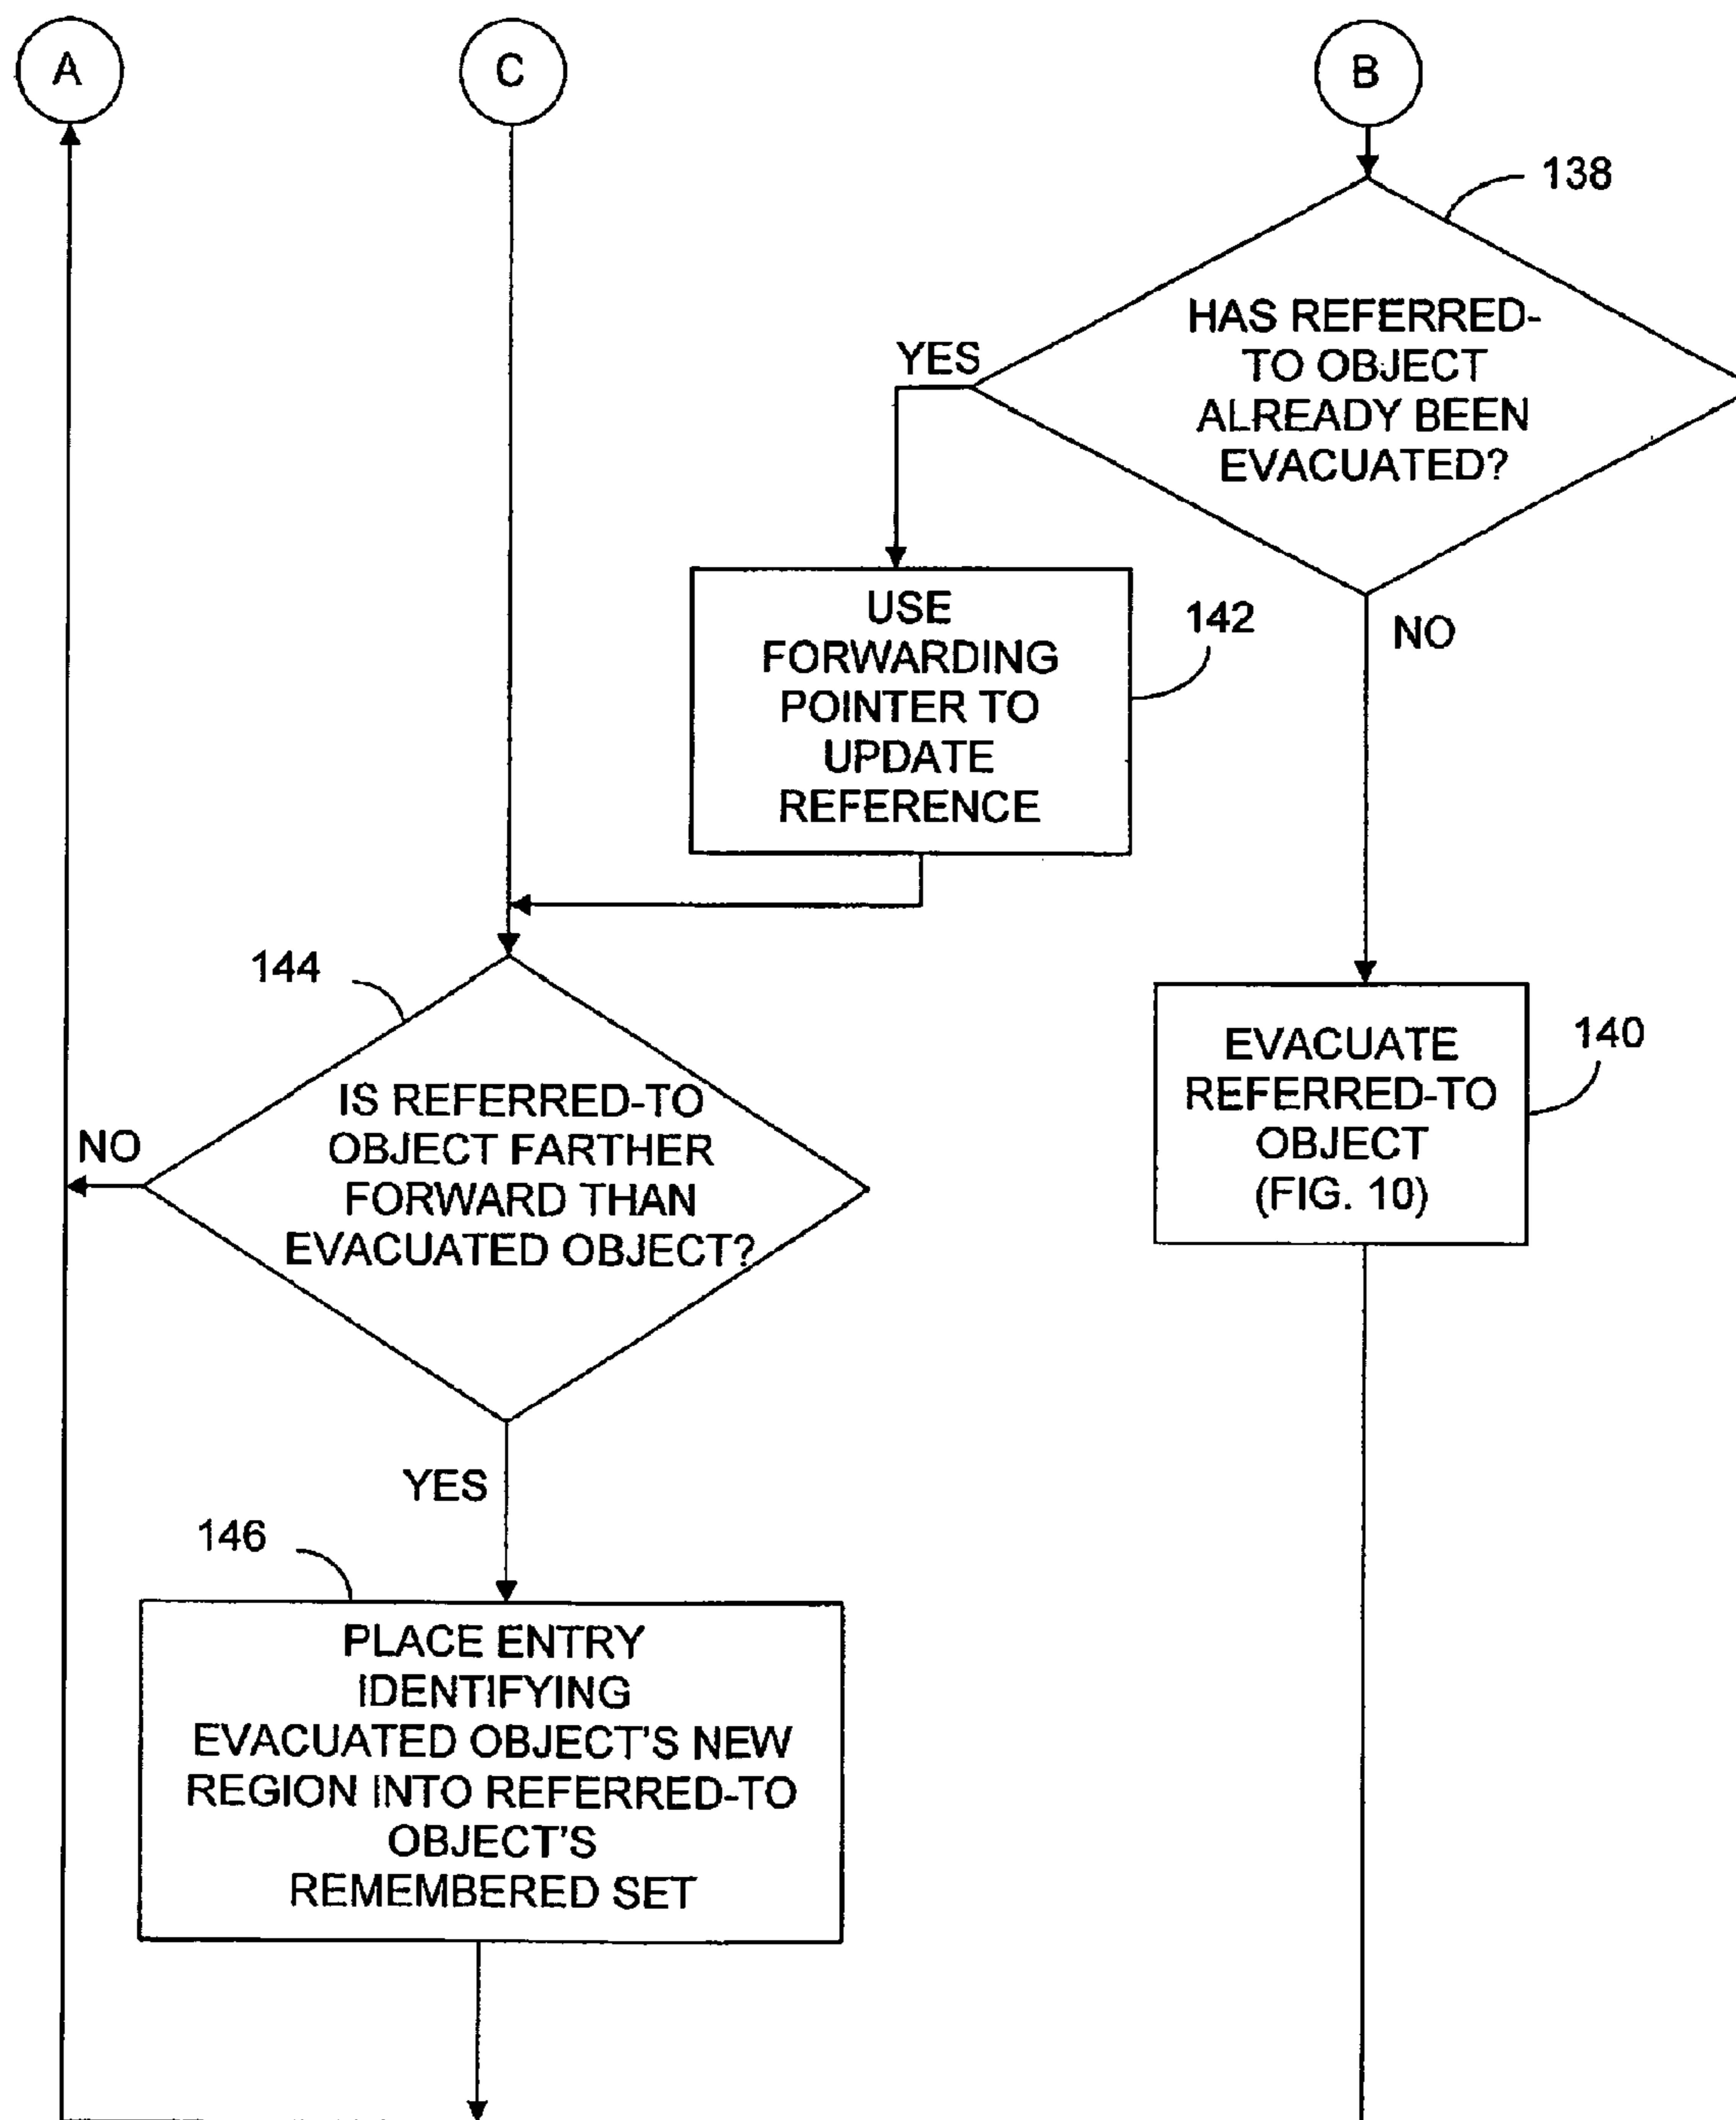 A
C
B
138
HAS REFERRED-
TO OBJECT
ALREADY BEEN
EVACUATED?
YES
NO
USE
FORWARDING
POINTER TO
UPDATE
REFERENCE
142
144
IS REFERRED-TO
OBJECT FARTHER
FORWARD THAN
EVACUATED OBJECT?
NO
YES
EVACUATE
REFERRED-TO
OBJECT
(FIG. 10)
140
146
PLACE ENTRY
IDENTIFYING
EVACUATED OBJECT'S NEW
REGION INTO REFERRED-TO
OBJECT'S
REMEMBERED SET